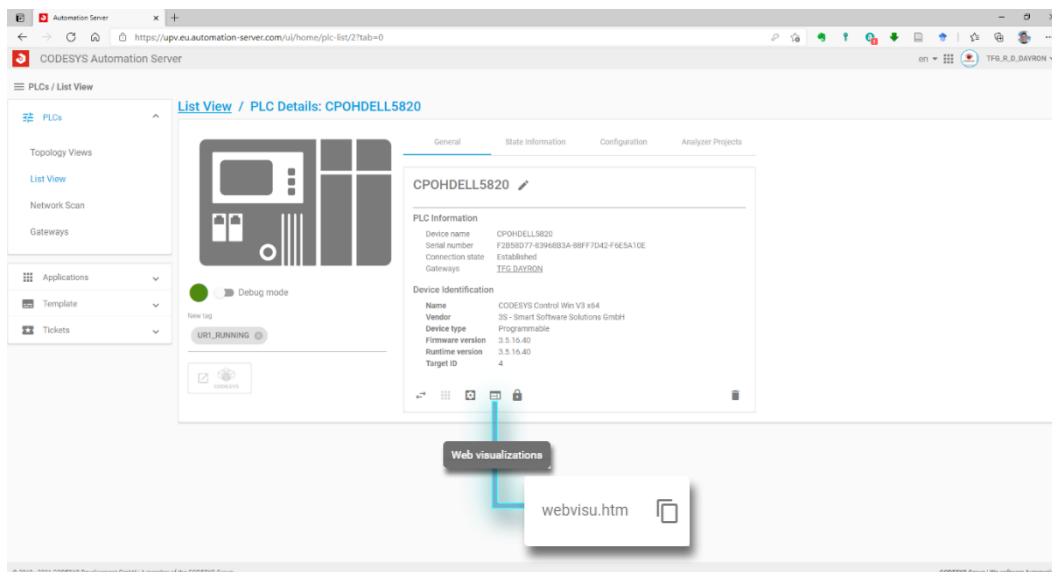 Automation Server
https://upv.eu.automation-server.com/ui/home/plc-list/2?tab=0
CODESYS Automation Server
en
TFG_R_D_DAYRON
PLCs / List View
PLCs
Topology Views
List View
Network Scan
Gateways
Applications
Template
Tickets
List View / PLC Details: CPOHDELL5820
Debug mode
New tag
UR1_RUNNING
CODESYS
General State Information Configuration Analyzer Projects
CPOHDELL5820
PLC Information
Device name CPOHDELL5820
Serial number F2B58D77-83968B3A-88FF7D42-F6E5A10E
Connection state Established
Gateways TFG DAYRON
Device Identification
Name CODESYS Control Win V3 x64
Vendor 3S - Smart Software Solutions GmbH
Device type Programmable
Firmware version 3.5.16.40
Runtime version 3.5.16.40
Target ID 4
Web visualizations
webvisu.htm